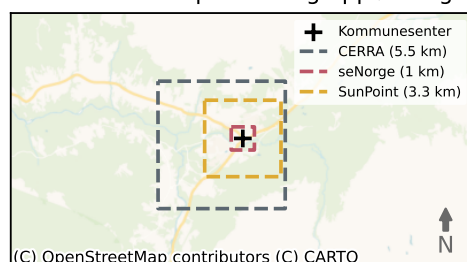 Kommunesenter
CERRA (5.5 km)
seNorge (1 km)
SunPoint (3.3 km)
N
(C) OpenStreetMap contributors (C) CARTO